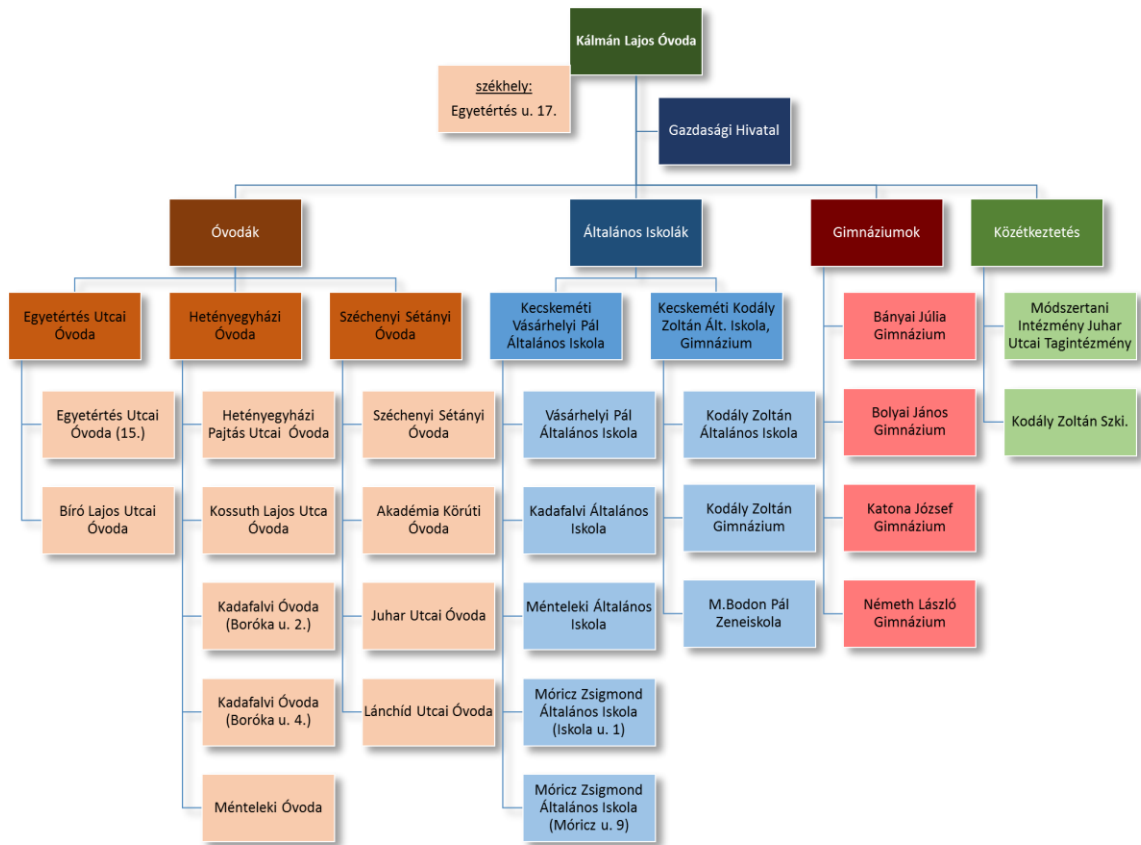 Kálmán Lajos Óvoda
székhely:
Egyetértés u. 17.
Gazdasági Hivatal
Óvodák
Általános Iskolák
Gimnáziumok
Közétkeztetés
Egyetértés Utcai
Óvoda
Hetényegyházi
Óvoda
Széchenyi Sétányi
Óvoda
Kecskeméti
Vásárhelyi Pál
Általános Iskola
Kecskeméti Kodály
Zoltán Ált. Iskola,
Gimnázium
Bányai Júlia
Gimnázium
Módszertani
Intézmény Juhar
Utcai Tagintézmény
Egyetértés Utcai
Óvoda (15.)
Hetényegyházi
Pajtás Utcai Óvoda
Széchenyi Sétányi
Óvoda
Vásárhelyi Pál
Általános Iskola
Kodály Zoltán
Általános Iskola
Bolyai János
Gimnázium
Kodály Zoltán Szki.
Bíró Lajos Utcai
Óvoda
Kossuth Lajos Utca
Óvoda
Akadémia Körúti
Óvoda
Kadafalvi Általános
Iskola
Kodály Zoltán
Gimnázium
Katona József
Gimnázium
Kadafalvi Óvoda
(Boróka u. 2.)
Juhar Utcai Óvoda
Ménteleki Általános
Iskola
M.Bodon Pál
Zeneiskola
Németh László
Gimnázium
Kadafalvi Óvoda
(Boróka u. 4.)
Lánchíd Utcai Óvoda
Móricz Zsigmond
Általános Iskola
(Iskola u. 1)
Ménteleki Óvoda
Móricz Zsigmond
Általános Iskola
(Móricz u. 9)